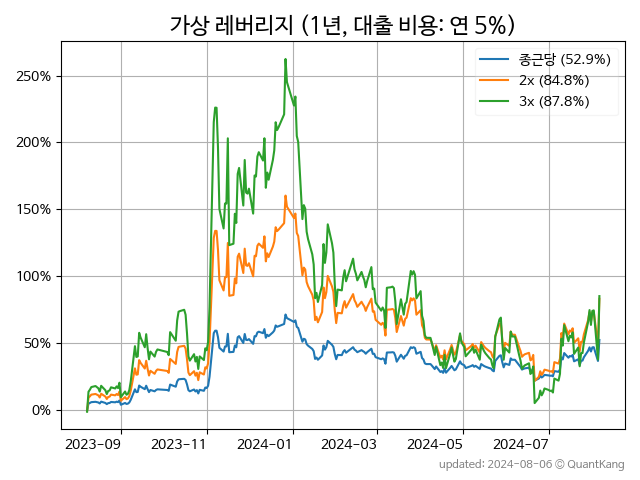 가상 레버리지 (1년, 대출 비용: 연 5%)
종근당 (52.9%)
2x (84.8%)
3x (87.8%)
250%
200%
150%
100%
50%
0%
2023-09
2023-11
2024-01
2024-03
2024-05
2024-07
updated: 2024-08-06 © QuantKang